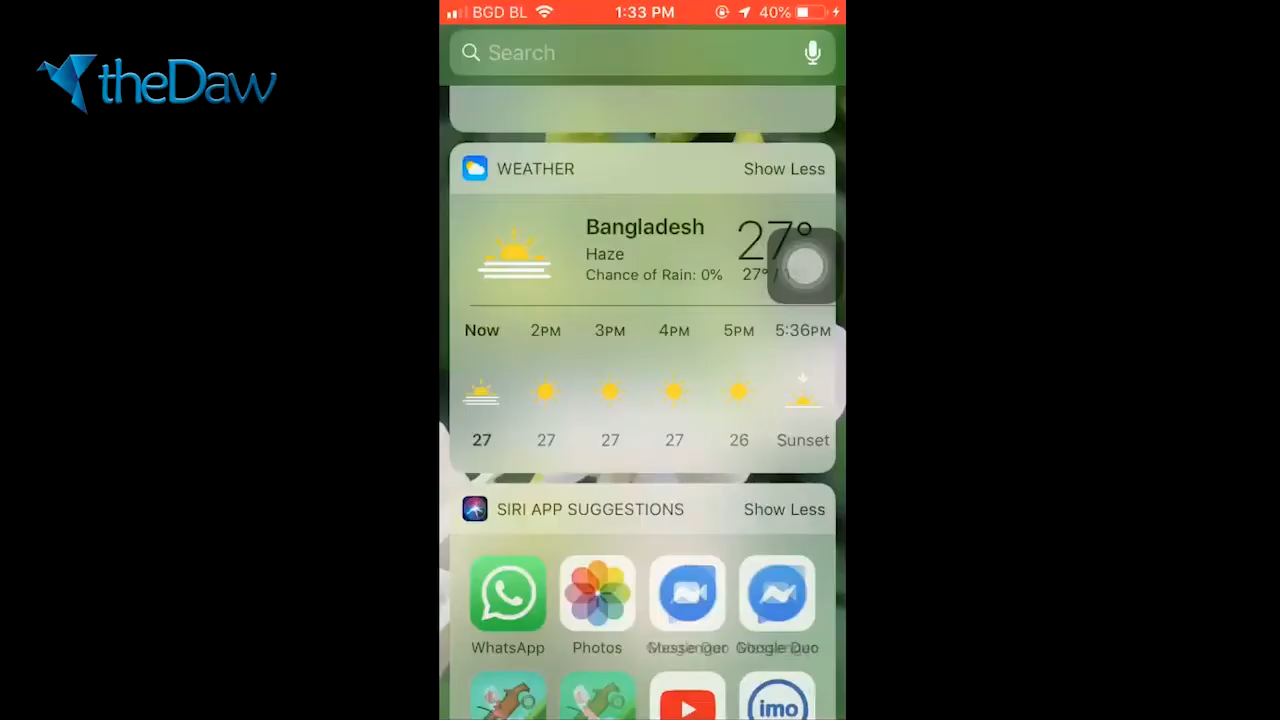 theDaw
BGD BL 1:33 PM 40%
Search
WEATHER Show Less
Bangladesh 27°
Haze
Chance of Rain: 0% 27° /
Now 2PM 3PM 4PM 5PM 5:36PM
27 27 27 27 26 Sunset
SIRI APP SUGGESTIONS Show Less
WhatsApp Photos
imo